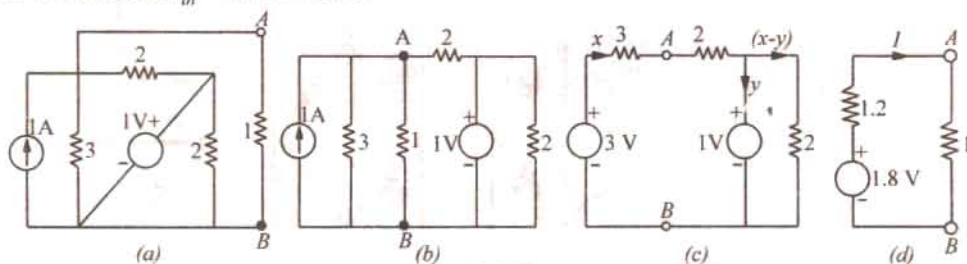 th
A
2
1A
3
1V
+
-
2
1
B
(a)
A
2
1A
3
1
1V
+
-
2
B
(b)
x
3
A
2
(x-y)
y
+
3 V
-
+
1V
-
2
B
(c)
I
A
1.2
+
1.8 V
-
1
B
(d)